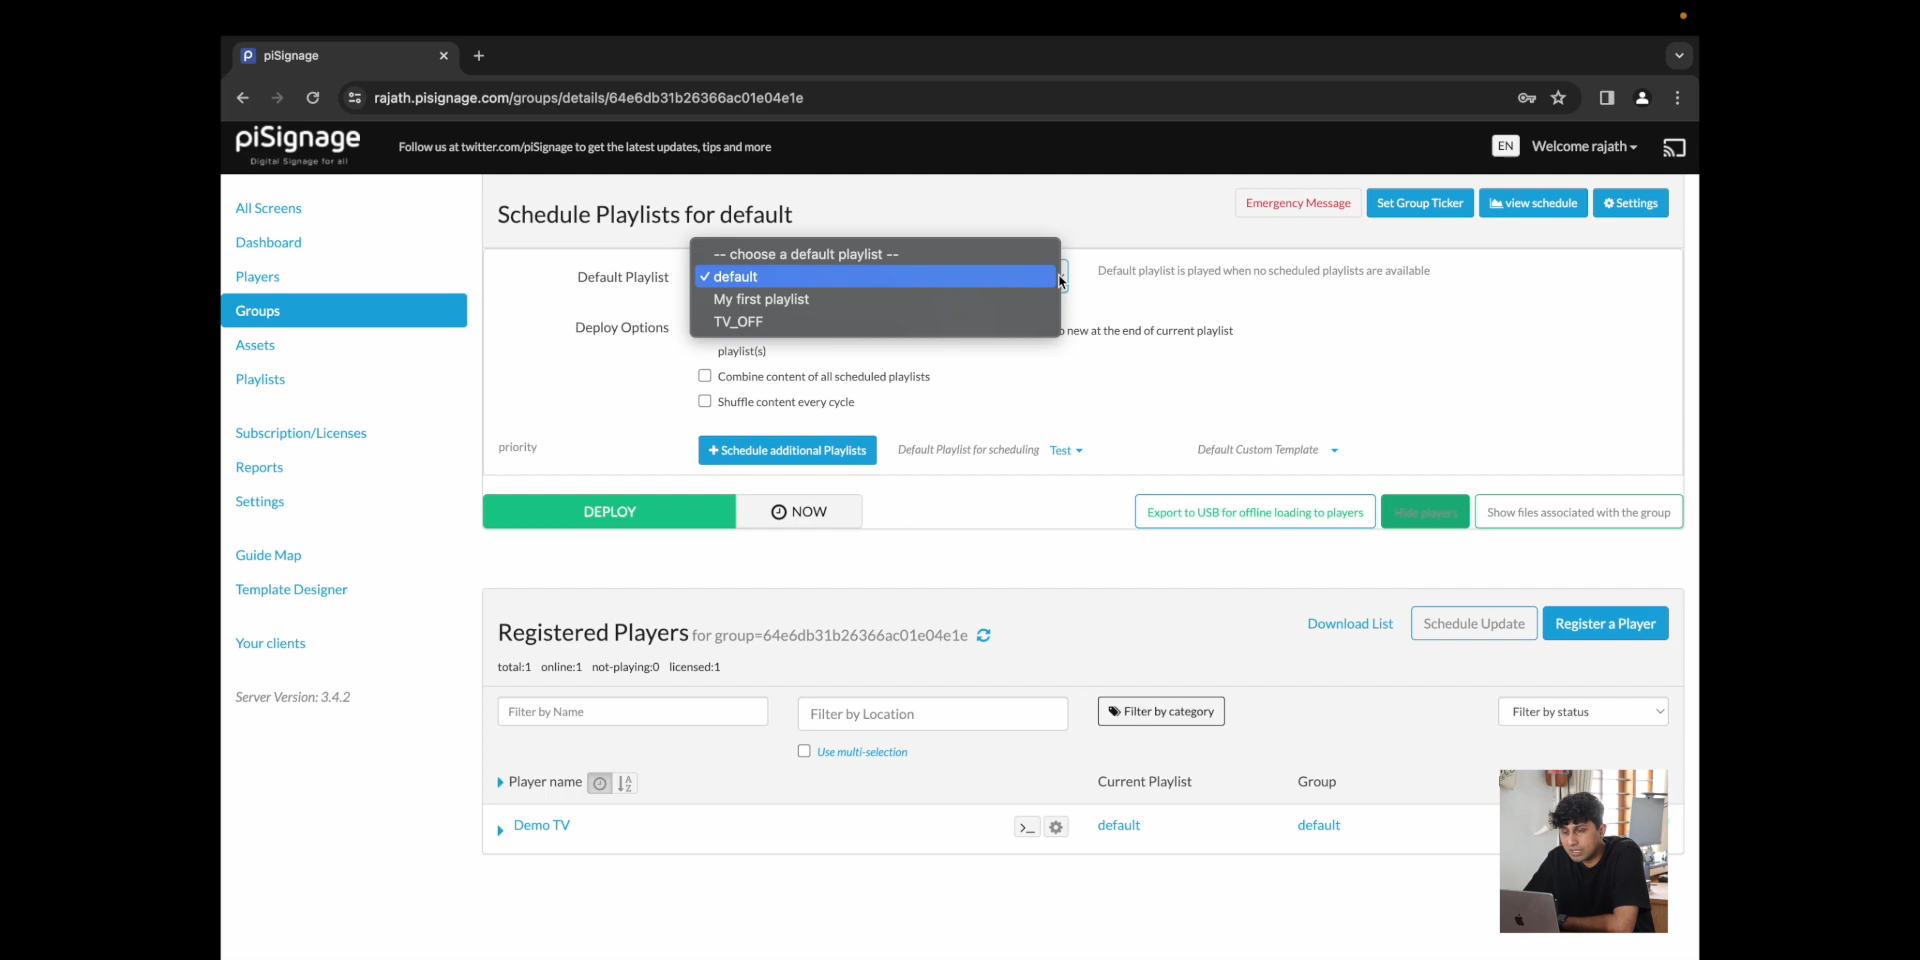 piSignage
rajath.pisignage.com/groups/details/64e6db31b26366ac01e04e1e
piSignage
Digital Signage for all
Follow us at twitter.com/piSignage to get the latest updates, tips and more
EN
Welcome rajath
All Screens
Dashboard
Players
Groups
Assets
Playlists
Subscription/Licenses
Reports
Settings
Guide Map
Template Designer
Your clients
Server Version: 3.4.2
Schedule Playlists for default
Emergency Message
Set Group Ticker
view schedule
Settings
Default Playlist
-- choose a default playlist --
✓ default
My first playlist
TV_OFF
Default playlist is played when no scheduled playlists are available
Deploy Options
new at the end of current playlist
playlist(s)
Combine content of all scheduled playlists
Shuffle content every cycle
priority
+ Schedule additional Playlists
Default Playlist for scheduling Test
Default Custom Template
DEPLOY
NOW
Export to USB for offline loading to players
Hide players
Show files associated with the group
Registered Players for group=64e6db31b26366ac01e04e1e
Download List
Schedule Update
Register a Player
total:1 online:1 not-playing:0 licensed:1
Filter by Name
Filter by Location
Filter by category
Filter by status
Use multi-selection
Player name
Current Playlist
Group
Demo TV
default
default